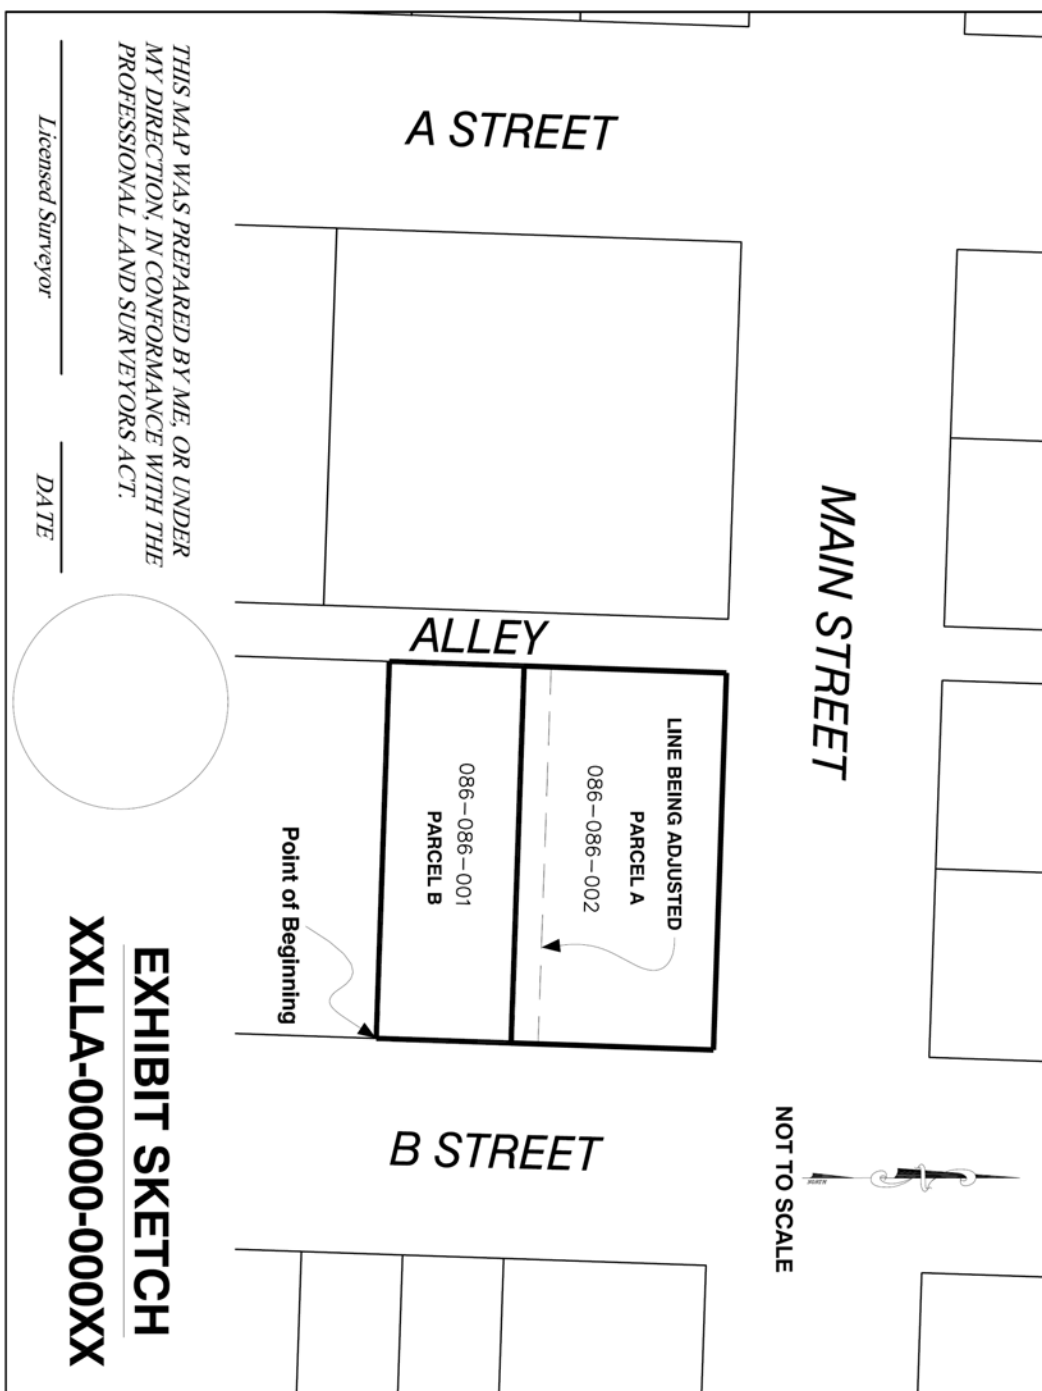 A STREET
MAIN STREET
ALLEY
LINE BEING ADJUSTED
PARCEL A
086-086-002
086-086-001
PARCEL B
Point of Beginning
B STREET
NOT TO SCALE
NORTH
THIS MAP WAS PREPARED BY ME, OR UNDER
MY DIRECTION, IN CONFORMANCE WITH THE
PROFESSIONAL LAND SURVEYORS ACT.
Licensed Surveyor
DATE
EXHIBIT SKETCH
XXLLA-00000-000XX